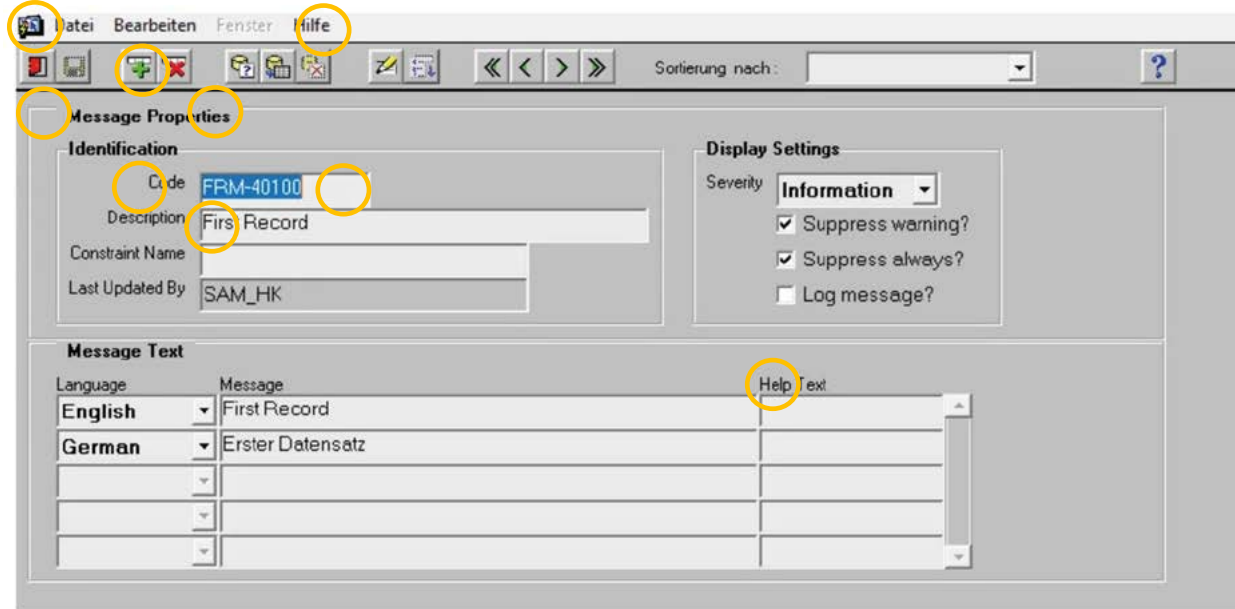 Datei Bearbeiten Fenster Hilfe
Sortierung nach :
?
Message Properties
Identification
Code FRM-40100
Description First Record
Constraint Name
Last Updated By SAM_HK
Display Settings
Severity Information
Suppress warning?
Suppress always?
Log message?
Message Text
Language Message Help Text
English First Record
German Erster Datensatz